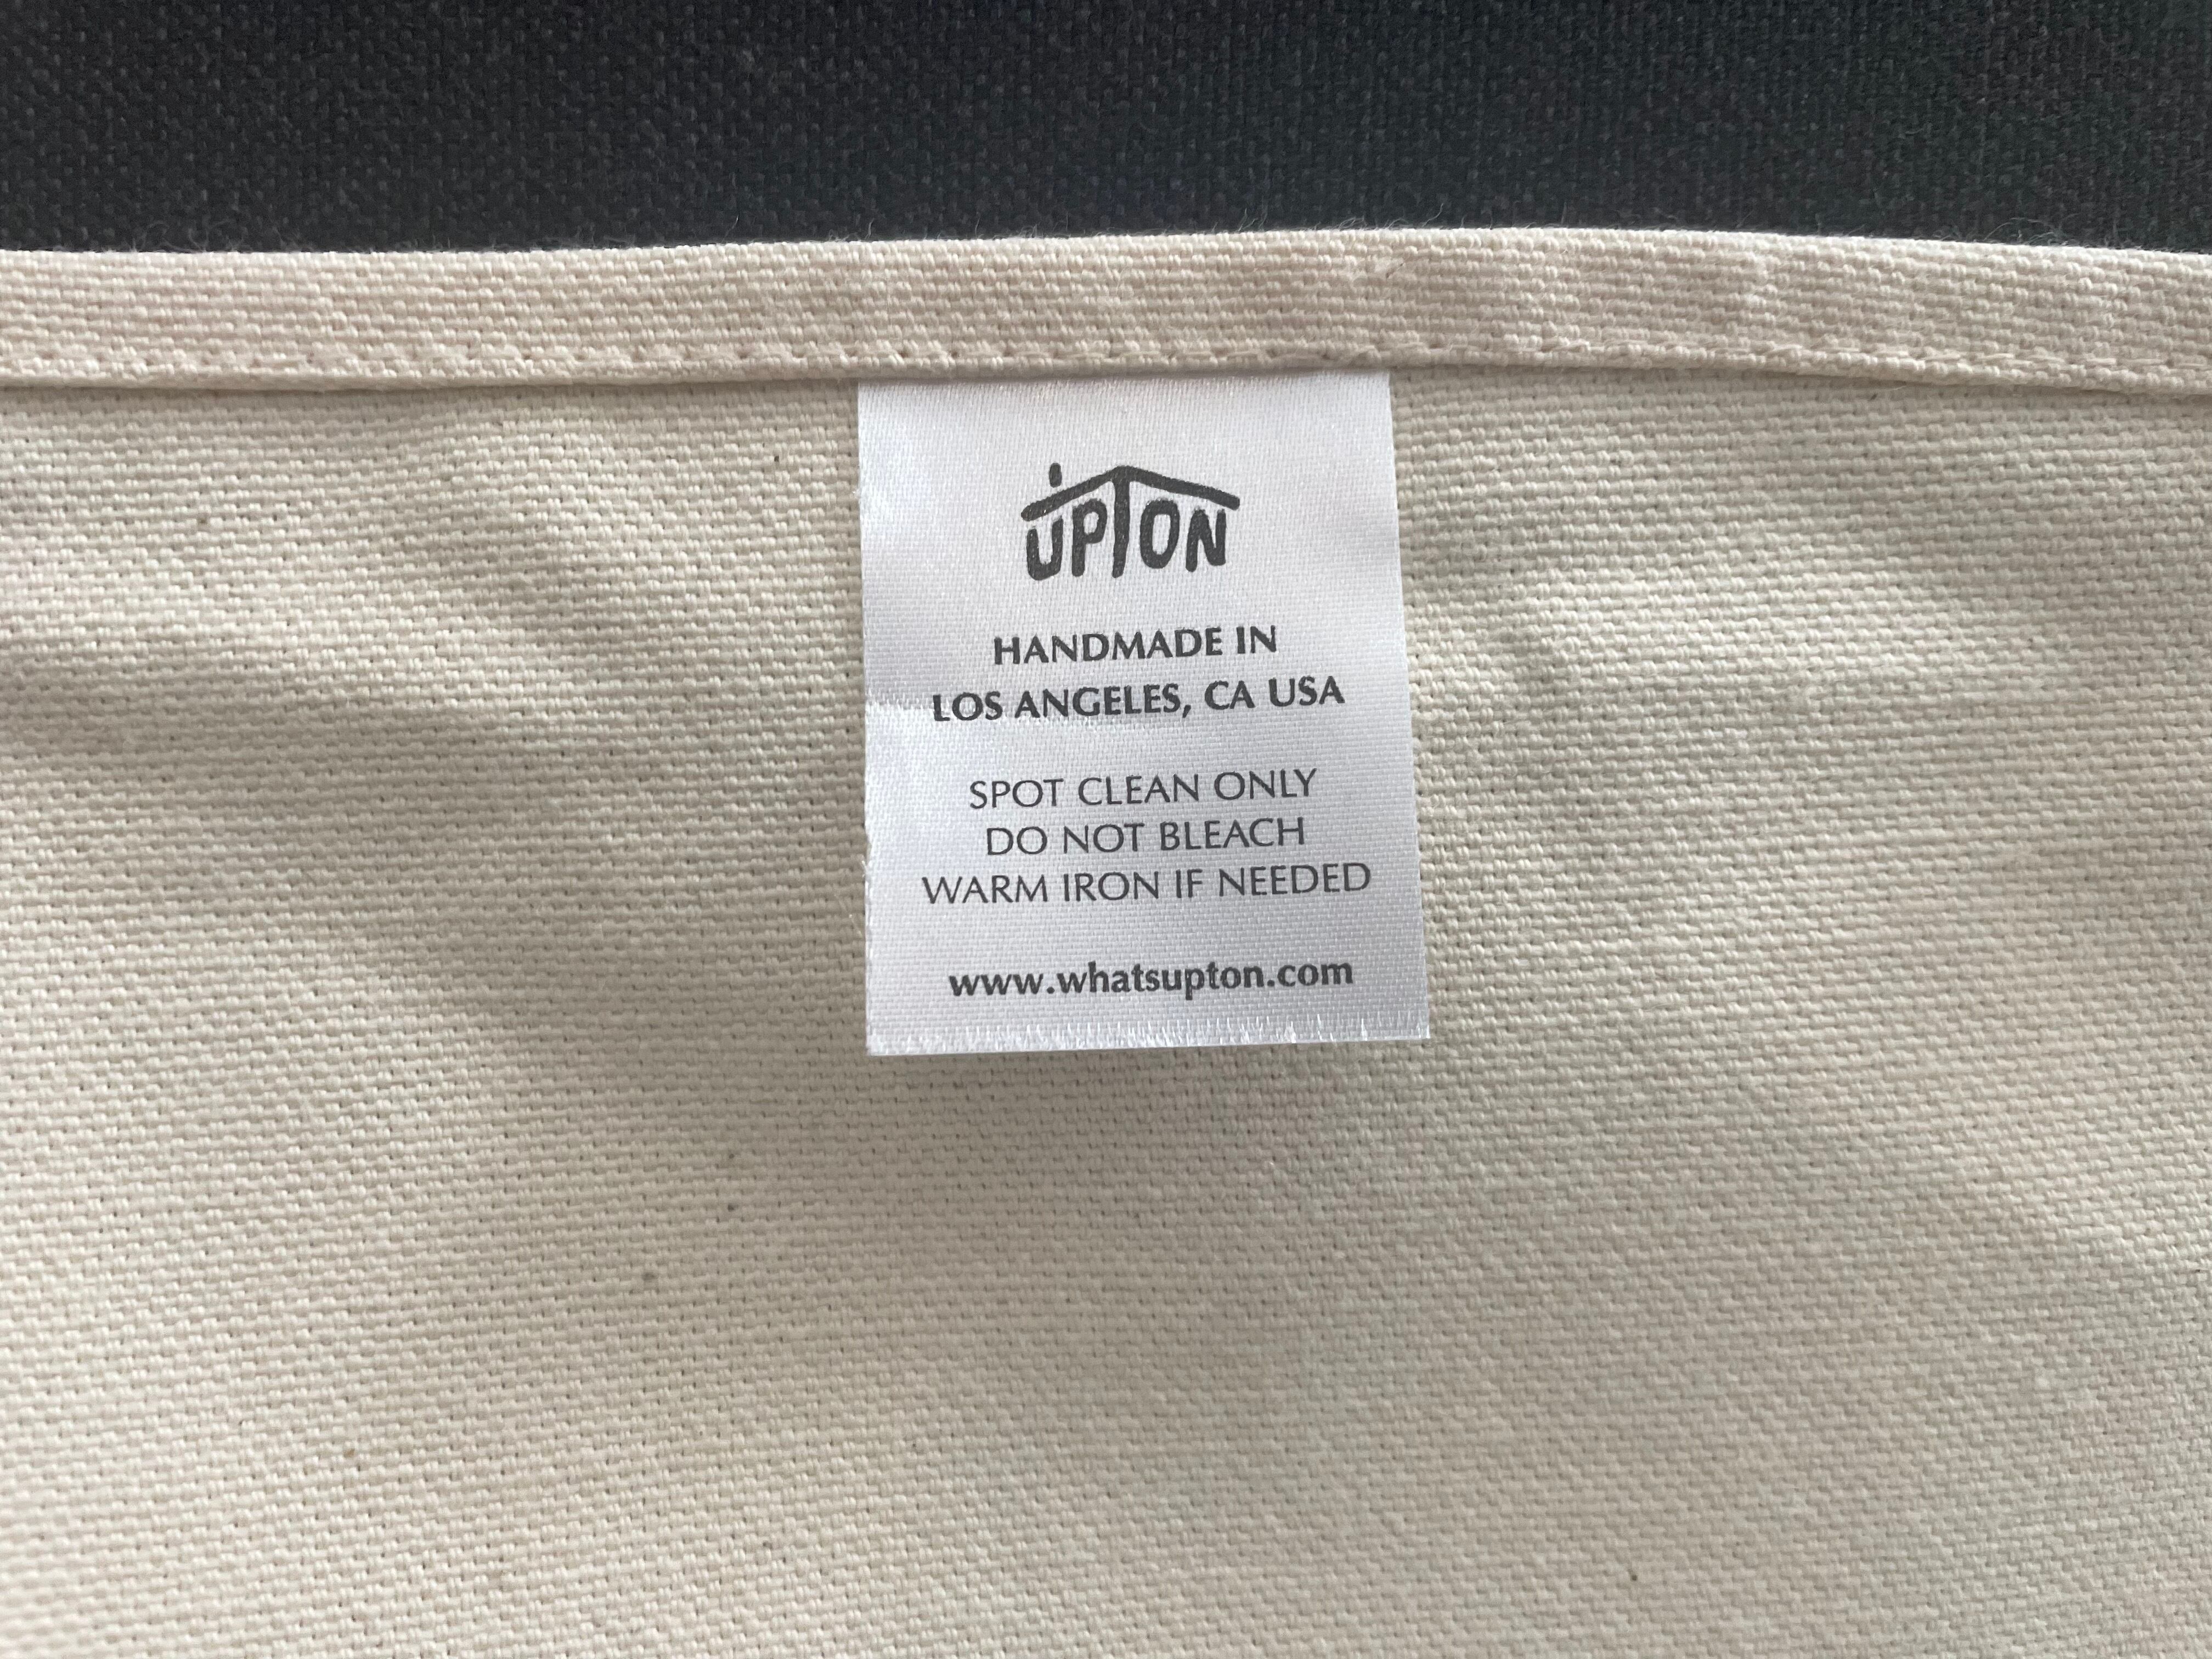 UPTON
HANDMADE IN
LOS ANGELES, CA USA
SPOT CLEAN ONLY
DO NOT BLEACH
WARM IRON IF NEEDED
www.whatsupton.com